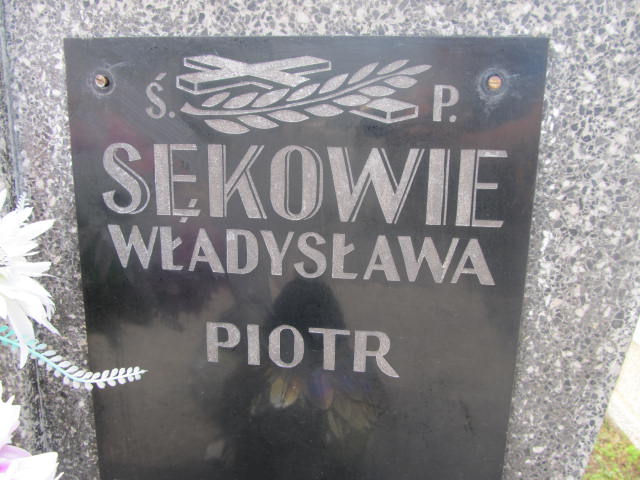 Ś. P.
SĘKOWIE
WŁADYSŁAWA
PIOTR